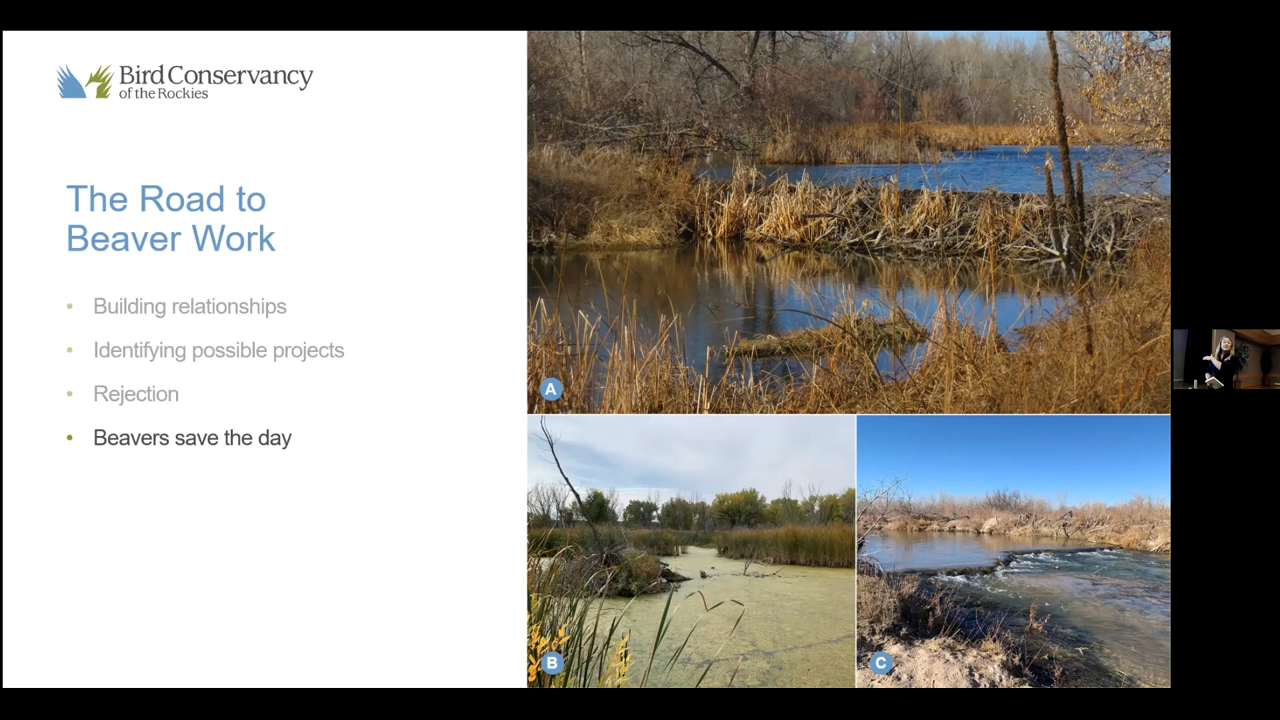 Bird Conservancy
of the Rockies
The Road to
Beaver Work
• Building relationships
• Identifying possible projects
• Rejection
• Beavers save the day
A
B
C